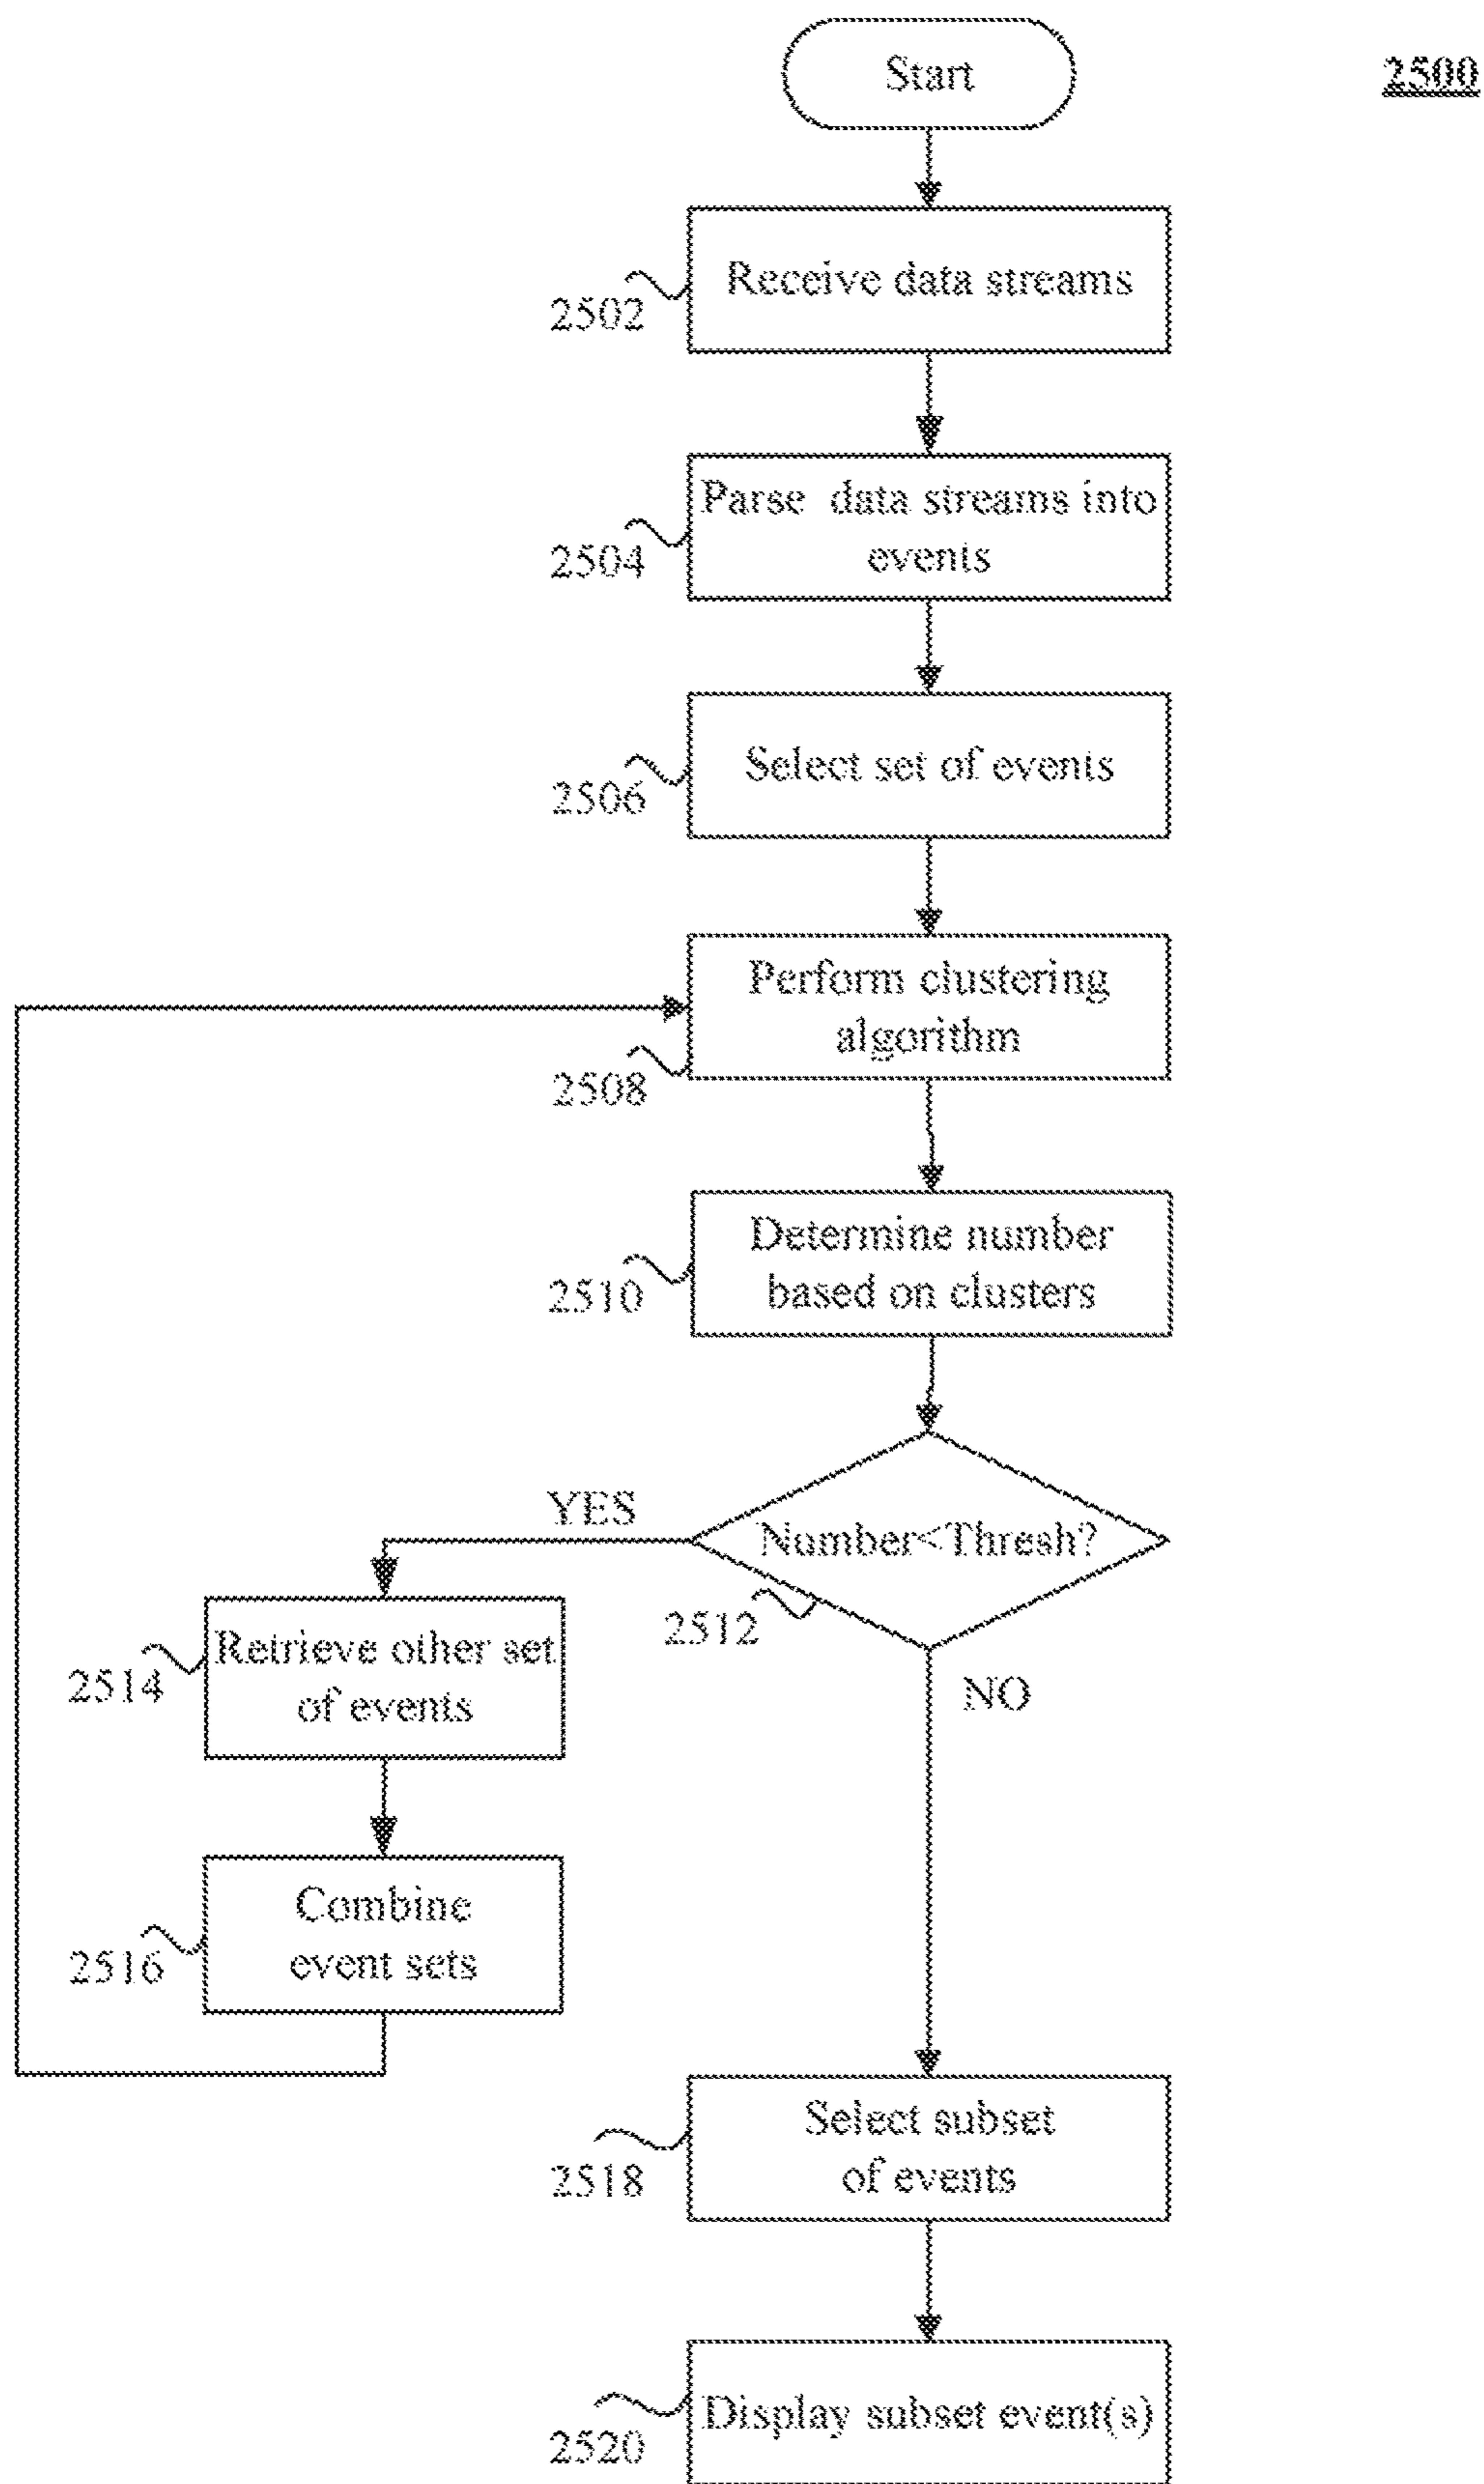 Start
2500
Receive data streams
2502
Parse data streams into
events
2504
Select set of events
2506
Perform clustering
algorithm
2508
Determine number
based on clusters
2510
YES
Number<Thresh?
2512
NO
Retrieve other set
of events
2514
Combine
event sets
2516
Select subset
of events
2518
Display subset event(s)
2520